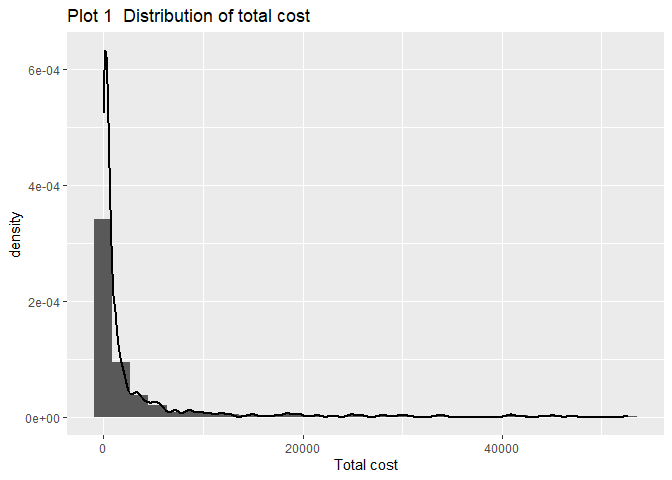 Plot 1  Distribution of total cost
6e-04
4e-04
2e-04
0e+00
density
0
20000
40000
Total cost